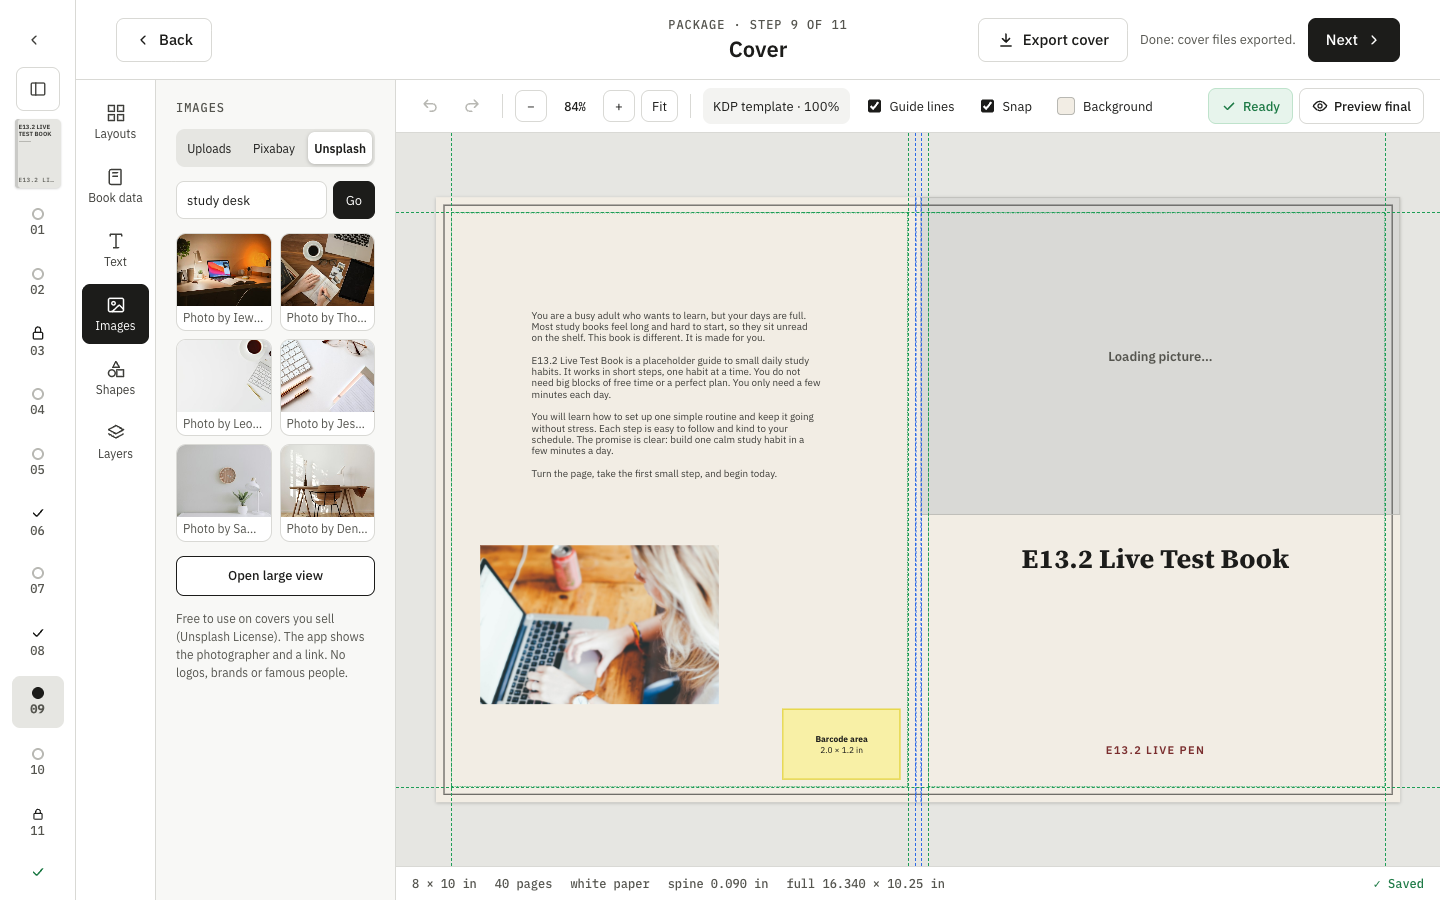 PACKAGE · STEP 9 OF 11
Back
Cover
Export cover
Done: cover files exported.
Next
E13.2 LIVE
TEST BOOK
E13.2 LI…
01
02
03
04
05
06
07
08
09
10
11
Layouts
Book data
Text
Images
Shapes
Layers
IMAGES
Uploads
Pixabay
Unsplash
study desk
Go
Photo by Iew…
Photo by Tho…
Photo by Leo…
Photo by Jes…
Photo by Sa…
Photo by Den…
Open large view
Free to use on covers you sell
(Unsplash License). The app shows
the photographer and a link. No
logos, brands or famous people.
−
84%
+
Fit
KDP template · 100%
Guide lines
Snap
Background
Ready
Preview final
You are a busy adult who wants to learn, but your days are full.
Most study books feel long and hard to start, so they sit unread
on the shelf. This book is different. It is made for you.
E13.2 Live Test Book is a placeholder guide to small daily study
habits. It works in short steps, one habit at a time. You do not
need big blocks of free time or a perfect plan. You only need a few
minutes each day.
You will learn how to set up one simple routine and keep it going
without stress. Each step is easy to follow and kind to your
schedule. The promise is clear: build one calm study habit in a
few minutes a day.
Turn the page, take the first small step, and begin today.
Barcode area
2.0 × 1.2 in
Loading picture…
E13.2 Live Test Book
E13.2 LIVE PEN
8 × 10 in
40 pages
white paper
spine 0.090 in
full 16.340 × 10.25 in
✓ Saved